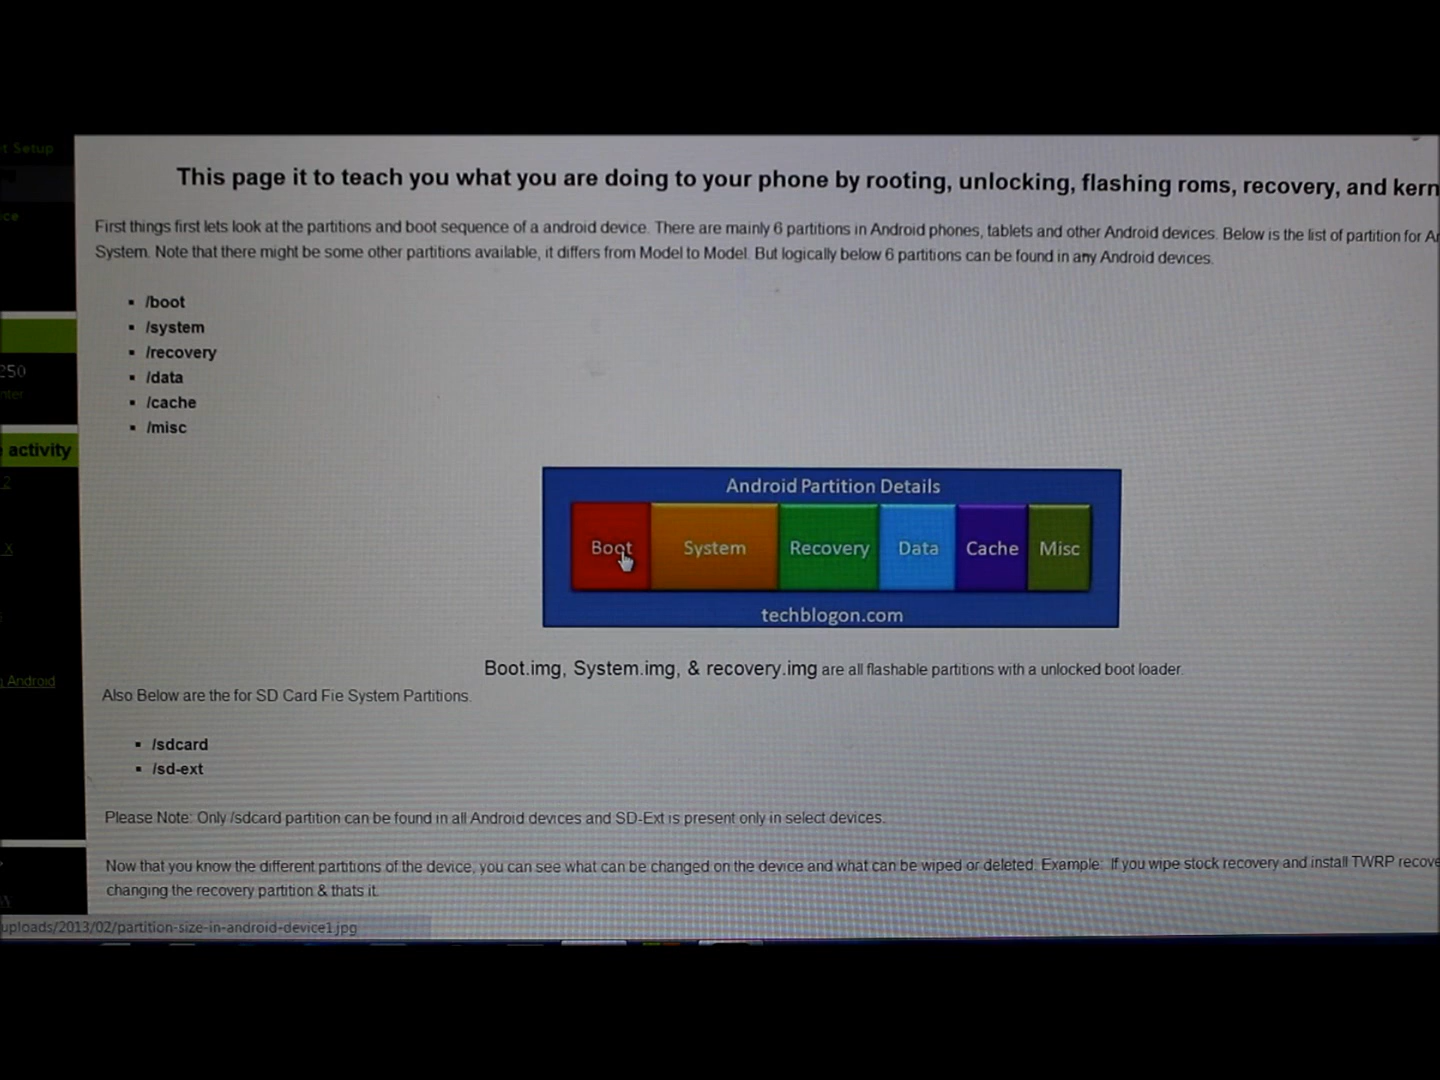 t Setup
This page it to teach you what you are doing to your phone by rooting, unlocking, flashing roms, recovery, and kern
ce
First things first lets look at the partitions and boot sequence of a android device. There are mainly 6 partitions in Android phones, tablets and other Android devices. Below is the list of partition for Ar
System. Note that there might be some other partitions available, it differs from Model to Model. But logically below 6 partitions can be found in any Android devices.
/boot
/system
/recovery
250
/data
nter
/cache
/misc
activity
2
Android Partition Details
X
Boot System Recovery Data Cache Misc
techblogon.com
Boot.img, System.img, & recovery.img are all flashable partitions with a unlocked boot loader.
Android
Also Below are the for SD Card Fie System Partitions.
/sdcard
/sd-ext
Please Note: Only /sdcard partition can be found in all Android devices and SD-Ext is present only in select devices.
Now that you know the different partitions of the device, you can see what can be changed on the device and what can be wiped or deleted. Example: If you wipe stock recovery and install TWRP recove
changing the recovery partition & thats it.
uploads/2013/02/partition-size-in-android-device1.jpg